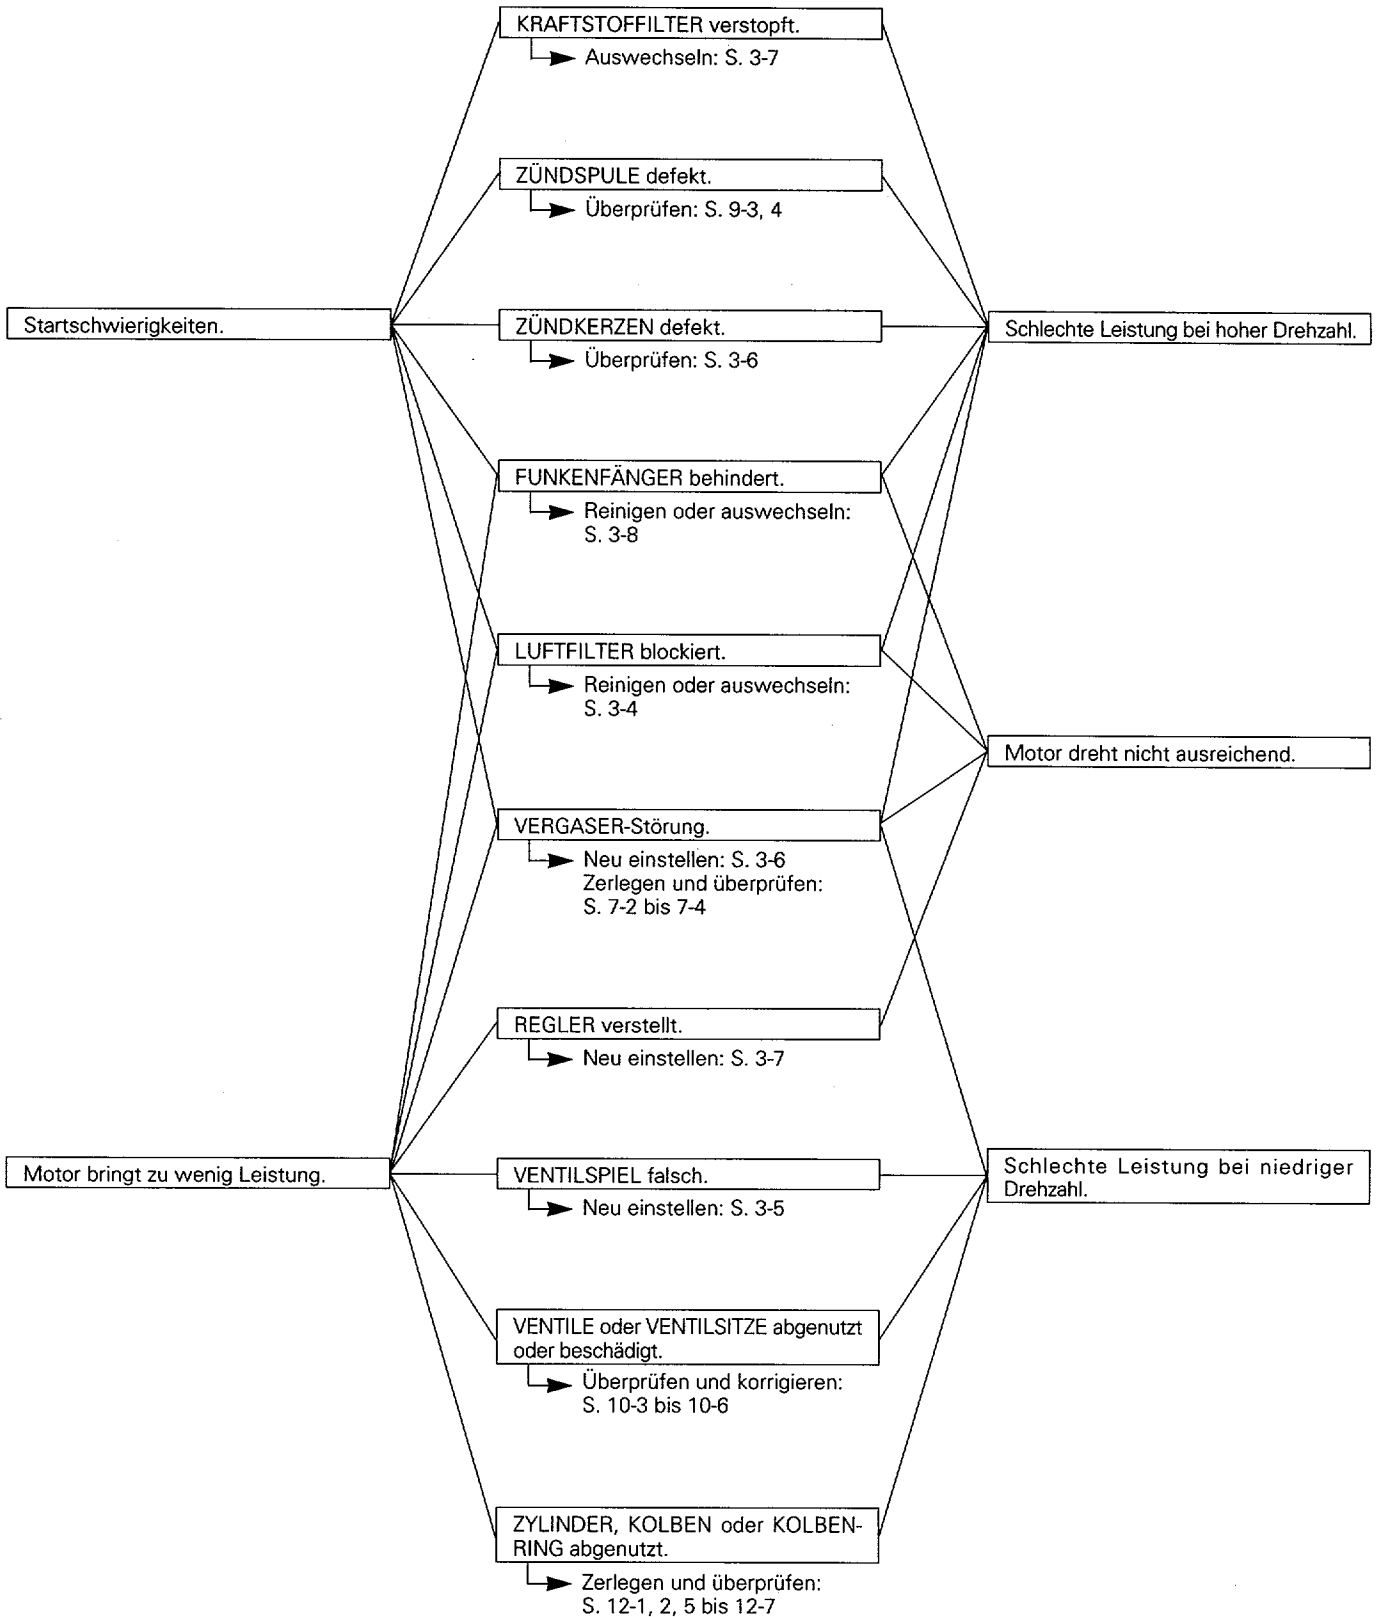 KRAFTSTOFFILTER verstopft.
Auswechseln: S. 3-7
ZÜNDSPULE defekt.
Überprüfen: S. 9-3, 4
Startschwierigkeiten.
ZÜNDKERZEN defekt.
Überprüfen: S. 3-6
Schlechte Leistung bei hoher Drehzahl.
FUNKENFÄNGER behindert.
Reinigen oder auswechseln:
S. 3-8
LUFTFILTER blockiert.
Reinigen oder auswechseln:
S. 3-4
Motor dreht nicht ausreichend.
VERGASER-Störung.
Neu einstellen: S. 3-6
Zerlegen und überprüfen:
S. 7-2 bis 7-4
REGLER verstellt.
Neu einstellen: S. 3-7
Motor bringt zu wenig Leistung.
VENTILSPIEL falsch.
Neu einstellen: S. 3-5
Schlechte Leistung bei niedriger
Drehzahl.
VENTILE oder VENTILSITZE abgenutzt
oder beschädigt.
Überprüfen und korrigieren:
S. 10-3 bis 10-6
ZYLINDER, KOLBEN oder KOLBEN-
RING abgenutzt.
Zerlegen und überprüfen:
S. 12-1, 2, 5 bis 12-7